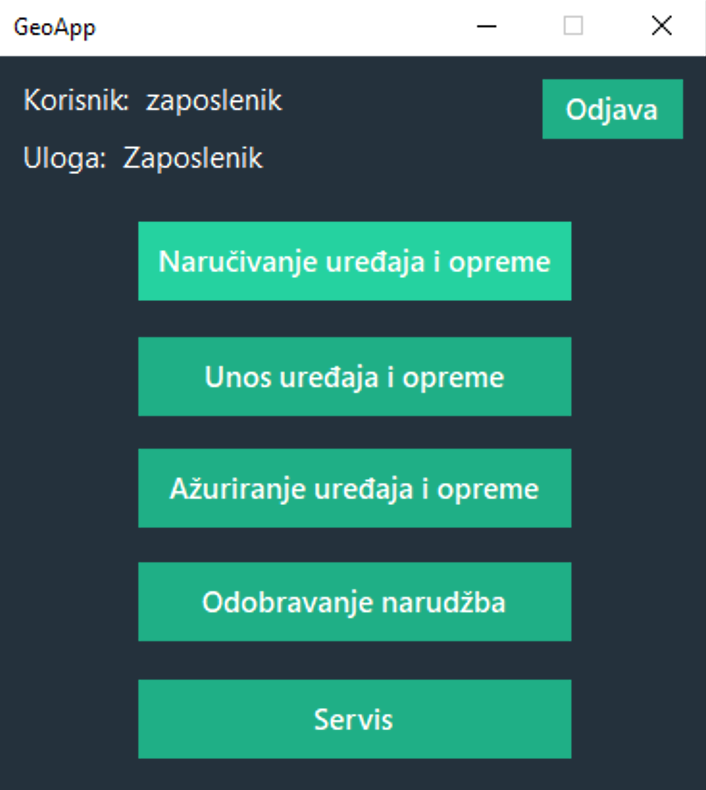 GeoApp
Korisnik: zaposlenik
Odjava
Uloga: Zaposlenik
Naručivanje uređaja i opreme
Unos uređaja i opreme
Ažuriranje uređaja i opreme
Odobravanje narudžba
Servis